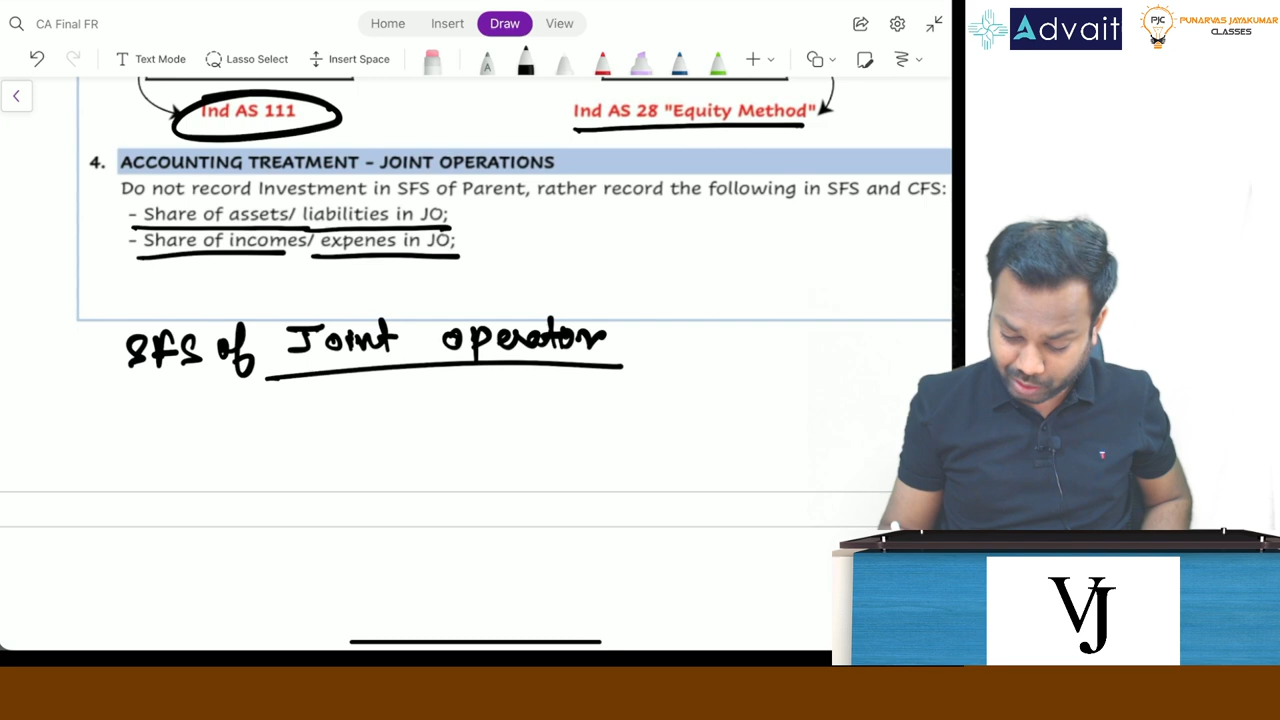 CA Final FR
Home Insert Draw View
Text Mode Lasso Select Insert Space
Advait
PJC
PUNARVAS JAYAKUMAR
CLASSES
Ind AS 111
Ind AS 28 "Equity Method"
4. ACCOUNTING TREATMENT - JOINT OPERATIONS
Do not record Investment in SFS of Parent, rather record the following in SFS and CFS:
- Share of assets/ liabilities in JO;
- Share of incomes/ expenes in JO;
SFS of Joint operator
VJ